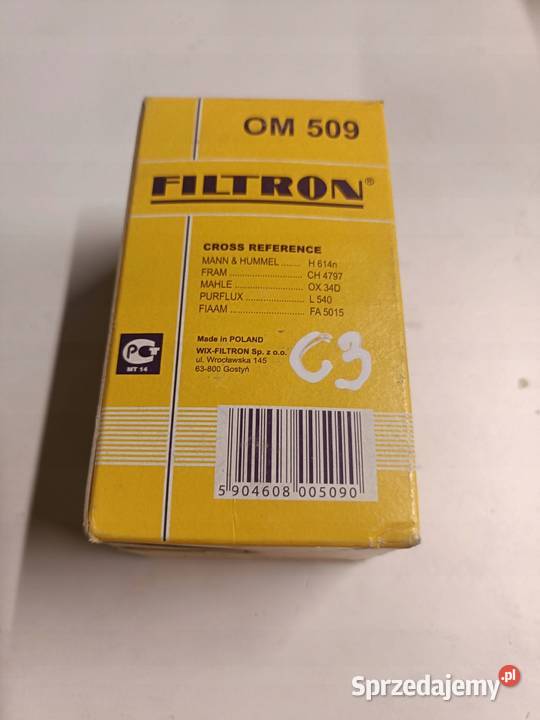 OM 509
FILTRON®
CROSS REFERENCE
MANN & HUMMEL ....... H 614n
FRAM ......................... CH 4797
MAHLE ....................... OX 34D
PURFLUX .................... L 540
FIAAM ........................ FA 5015
Made in POLAND
WIX-FILTRON Sp. z o.o.
ul. Wrocławska 145
63-800 Gostyń
PCT
MT 14
C3
5 904608 005090
Sprzedajemy.pl